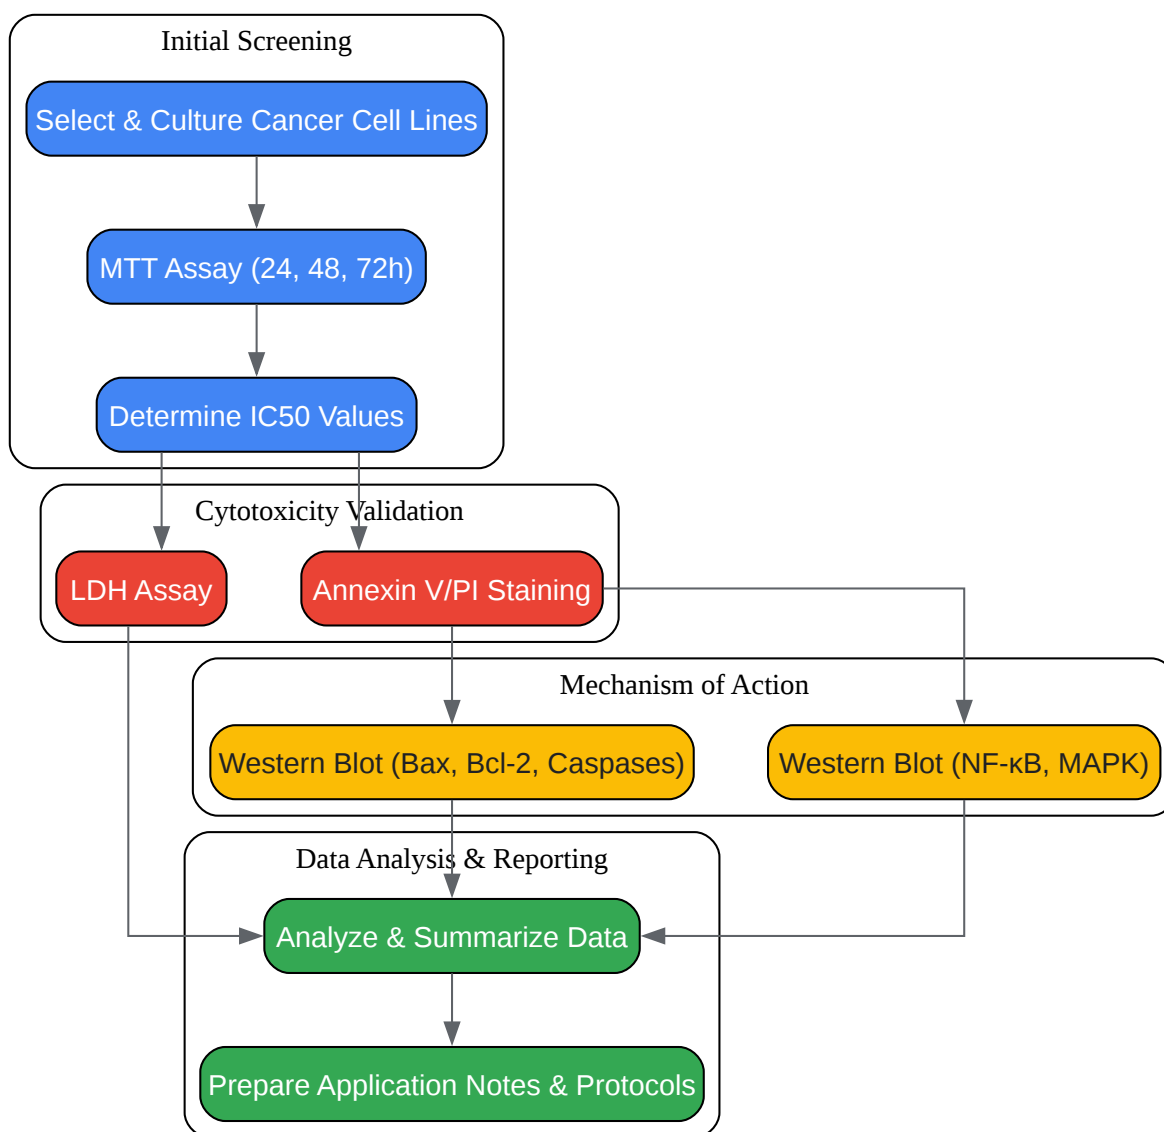 Initial Screening
Select & Culture Cancer Cell Lines
MTT Assay (24, 48, 72h)
Determine IC50 Values
Cytotoxicity Validation
LDH Assay
Annexin V/PI Staining
Mechanism of Action
Western Blot (Bax, Bcl-2, Caspases)
Western Blot (NF-κB, MAPK)
Data Analysis & Reporting
Analyze & Summarize Data
Prepare Application Notes & Protocols